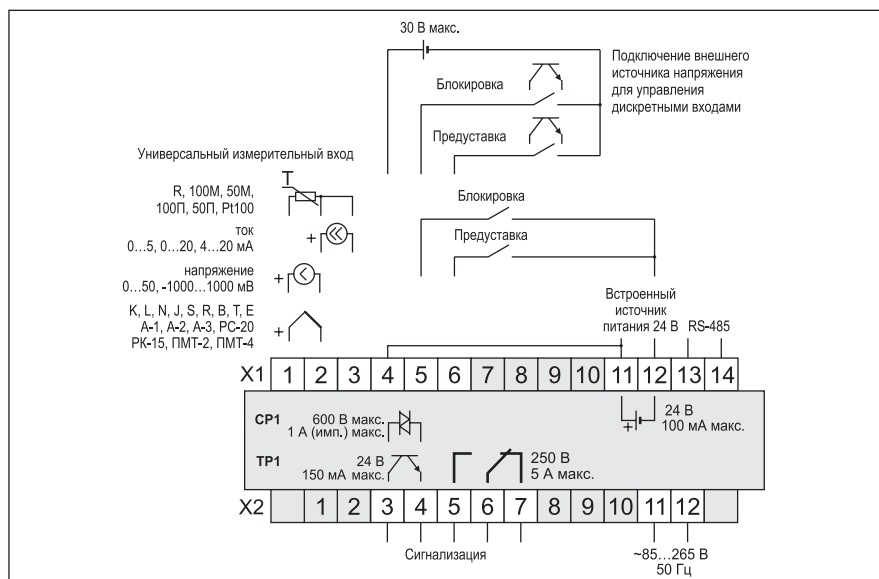 30 В макс.
Подключение внешнего
источника напряжения
для управления
дискретными входами
Блокировка
Предуставка
Универсальный измерительный вход
T
R, 100М, 50М,
100П, 50П, Pt100
ток
0...5, 0...20, 4...20 мА
+
напряжение
0...50, -1000...1000 мВ
+
K, L, N, J, S, R, B, T, E
А-1, А-2, А-3, РС-20
РК-15, ПМТ-2, ПМТ-4
+
Блокировка
Предуставка
Встроенный
источник
питания 24 В
RS-485
X1 1 2 3 4 5 6 7 8 9 10 11 12 13 14
СР1
600 В макс.
1 А (имп.) макс.
+
24 В
100 мА макс.
ТР1
24 В
150 мА макс.
250 В
5 А макс.
X2 1 2 3 4 5 6 7 8 9 10 11 12
Сигнализация
~85...265 В
50 Гц